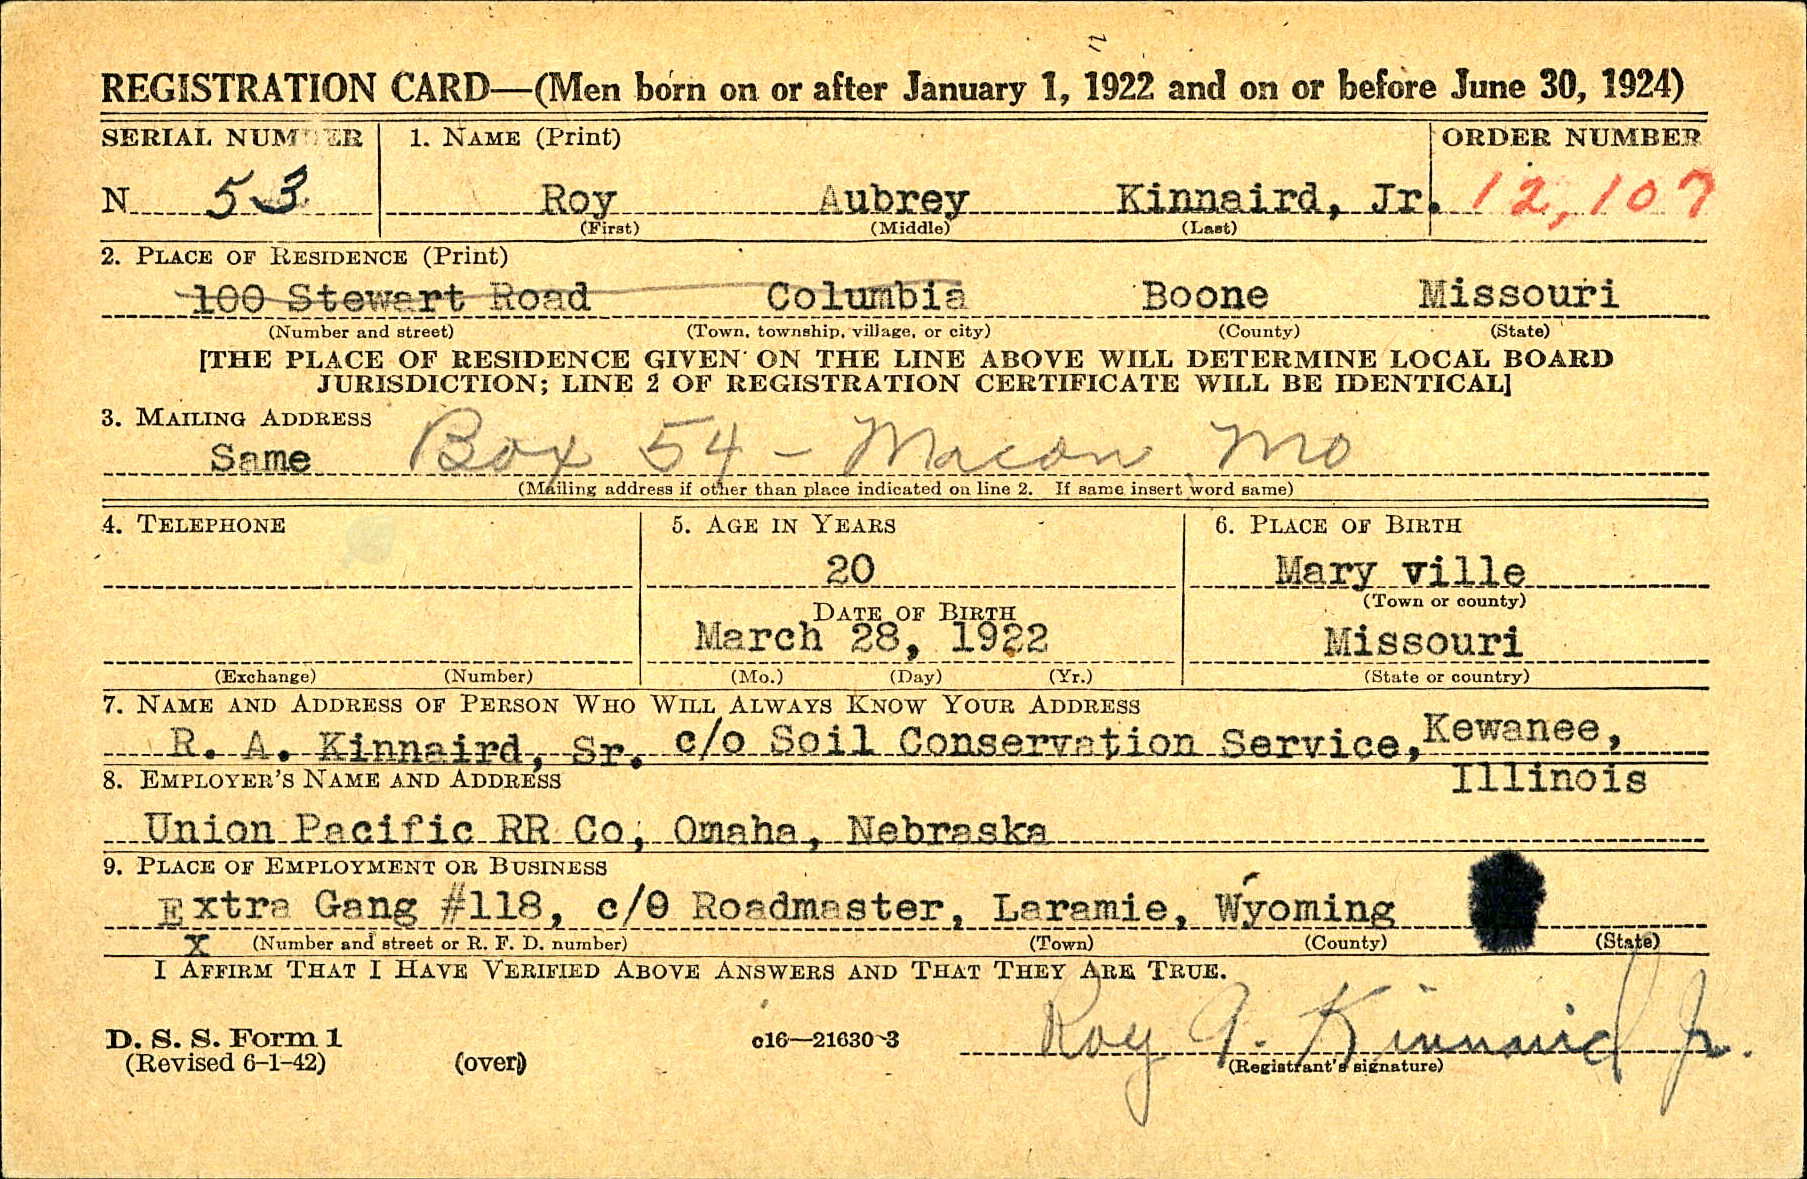 REGISTRATION CARD—(Men born on or after January 1, 1922 and on or before June 30, 1924)
SERIAL NUMBER 1. NAME (Print) ORDER NUMBER
N 53 Roy Aubrey Kinnaird, Jr. 12,107
(First) (Middle) (Last)
2. PLACE OF RESIDENCE (Print)
100 Stewart Road Columbia Boone Missouri
(Number and street) (Town, township, village, or city) (County) (State)
[THE PLACE OF RESIDENCE GIVEN ON THE LINE ABOVE WILL DETERMINE LOCAL BOARD
JURISDICTION; LINE 2 OF REGISTRATION CERTIFICATE WILL BE IDENTICAL]
3. MAILING ADDRESS
Same Box 54 - Macon Mo
(Mailing address if other than place indicated on line 2. If same insert word same)
4. TELEPHONE 5. AGE IN YEARS 6. PLACE OF BIRTH
20 Mary ville
DATE OF BIRTH (Town or county)
March 28, 1922 Missouri
(Exchange) (Number) (Mo.) (Day) (Yr.) (State or country)
7. NAME AND ADDRESS OF PERSON WHO WILL ALWAYS KNOW YOUR ADDRESS
R. A. Kinnaird, Sr. c/o Soil Conservation Service, Kewanee,
8. EMPLOYER'S NAME AND ADDRESS Illinois
Union Pacific RR Co, Omaha, Nebraska
9. PLACE OF EMPLOYMENT OR BUSINESS
Extra Gang #118, c/o Roadmaster, Laramie, Wyoming
X (Number and street or R. F. D. number) (Town) (County) (State)
I AFFIRM THAT I HAVE VERIFIED ABOVE ANSWERS AND THAT THEY ARE TRUE.
D. S. S. Form 1 c16—21630-3 Roy A. Kinnaird Jr.
(Revised 6-1-42) (over) (Registrant's signature)